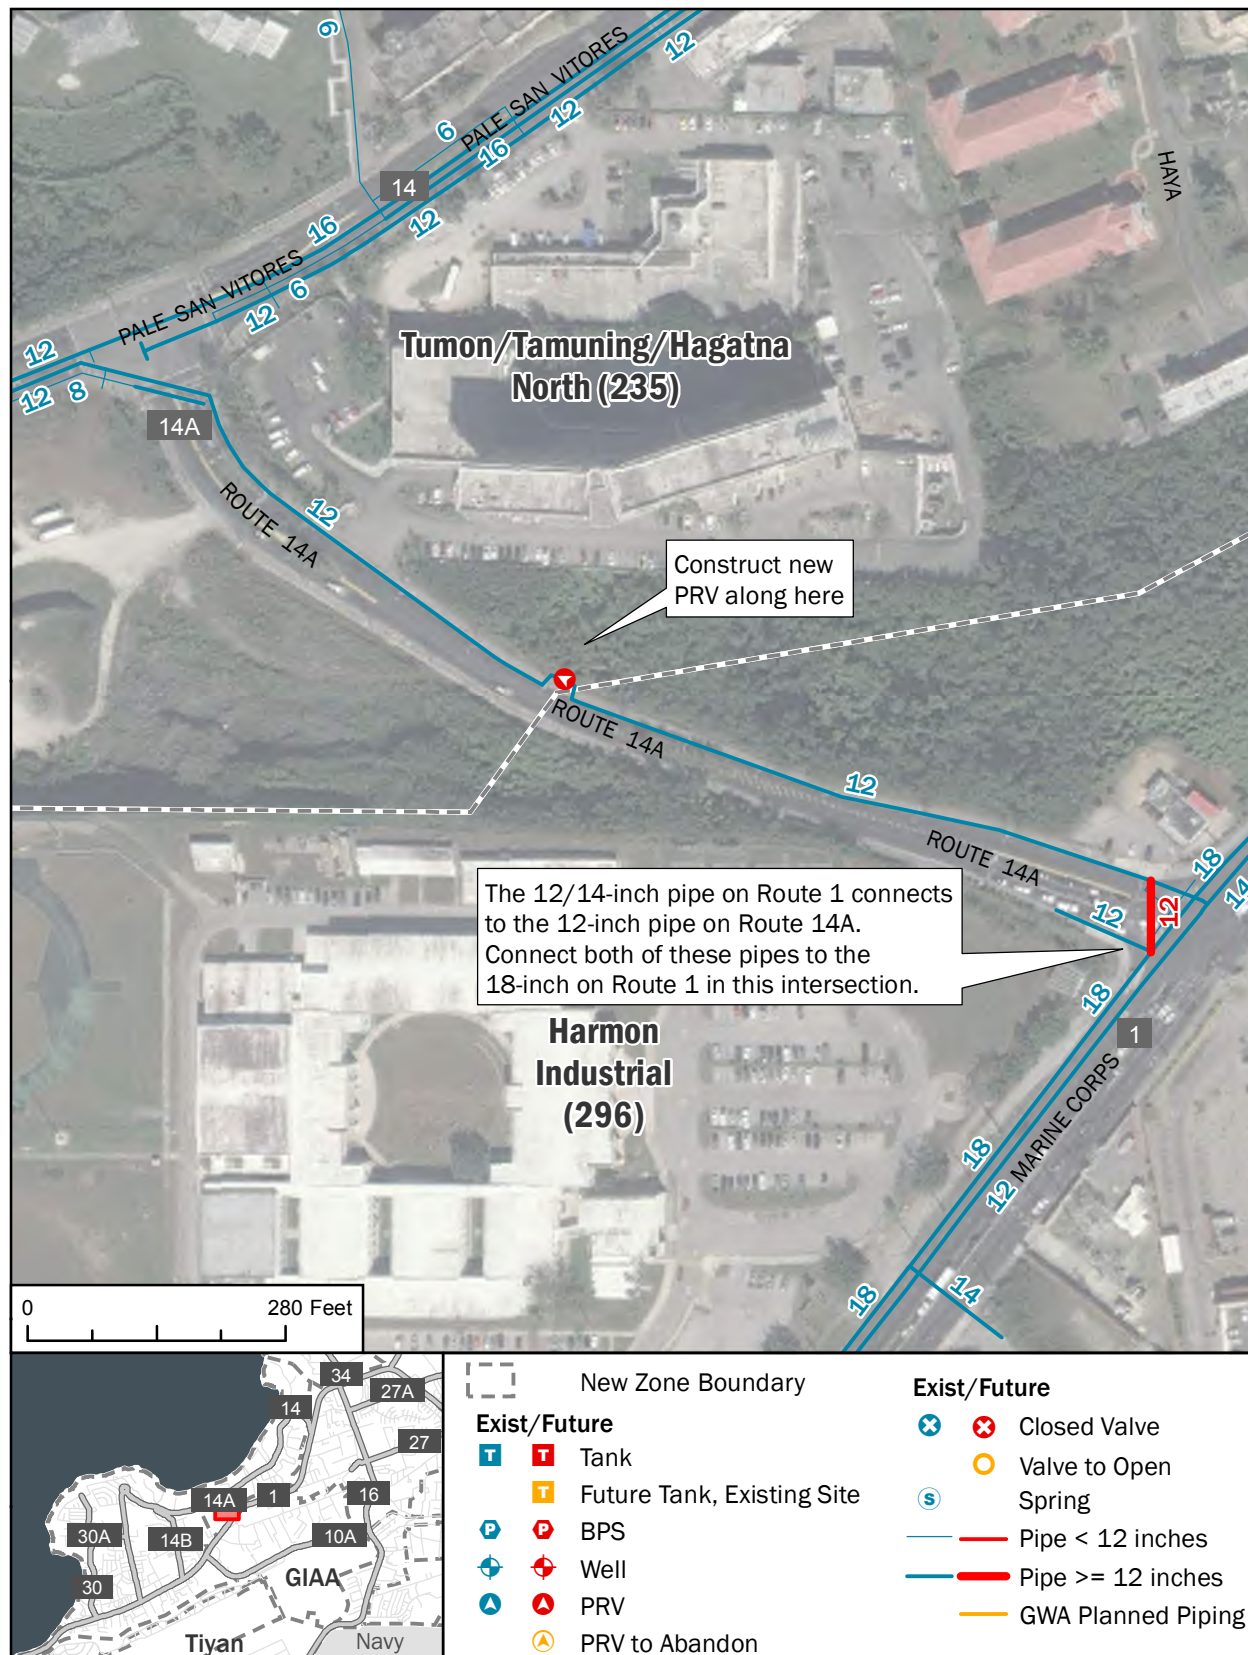 6
PALE SAN VITORES
12
12
6
16
14
16
12
HAYA
PALE SAN VITORES
6
12
12
12
8
14A
Tumon/Tamuning/Hagatna
North (235)
ROUTE 14A
12
Construct new
PRV along here
ROUTE 14A
12
ROUTE 14A
18
14
12
12
The 12/14-inch pipe on Route 1 connects
to the 12-inch pipe on Route 14A.
Connect both of these pipes to the
18-inch on Route 1 in this intersection.
18
1
Harmon
Industrial
(296)
MARINE CORPS
18
12
14
18
0 280 Feet
34
27A
14
27
14A
1
16
30A
14B
10A
30
GIAA
Tiyan
Navy
New Zone Boundary
Exist/Future
T T Tank
T Future Tank, Existing Site
P P BPS
Well
PRV
PRV to Abandon
Exist/Future
Closed Valve
Valve to Open
S Spring
Pipe < 12 inches
Pipe >= 12 inches
GWA Planned Piping